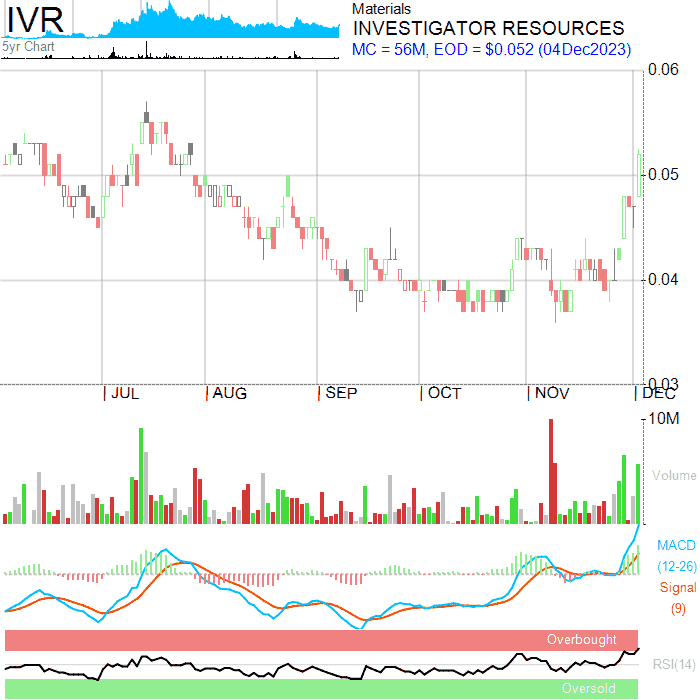 IVR
5yr Chart
Materials
INVESTIGATOR RESOURCES
MC = 56M, EOD = $0.052 (04Dec2023)
0.06
0.05
0.04
0.03
JUL AUG SEP OCT NOV DEC
10M
Volume
MACD
(12-26)
Signal
(9)
Overbought
RSI(14)
Oversold